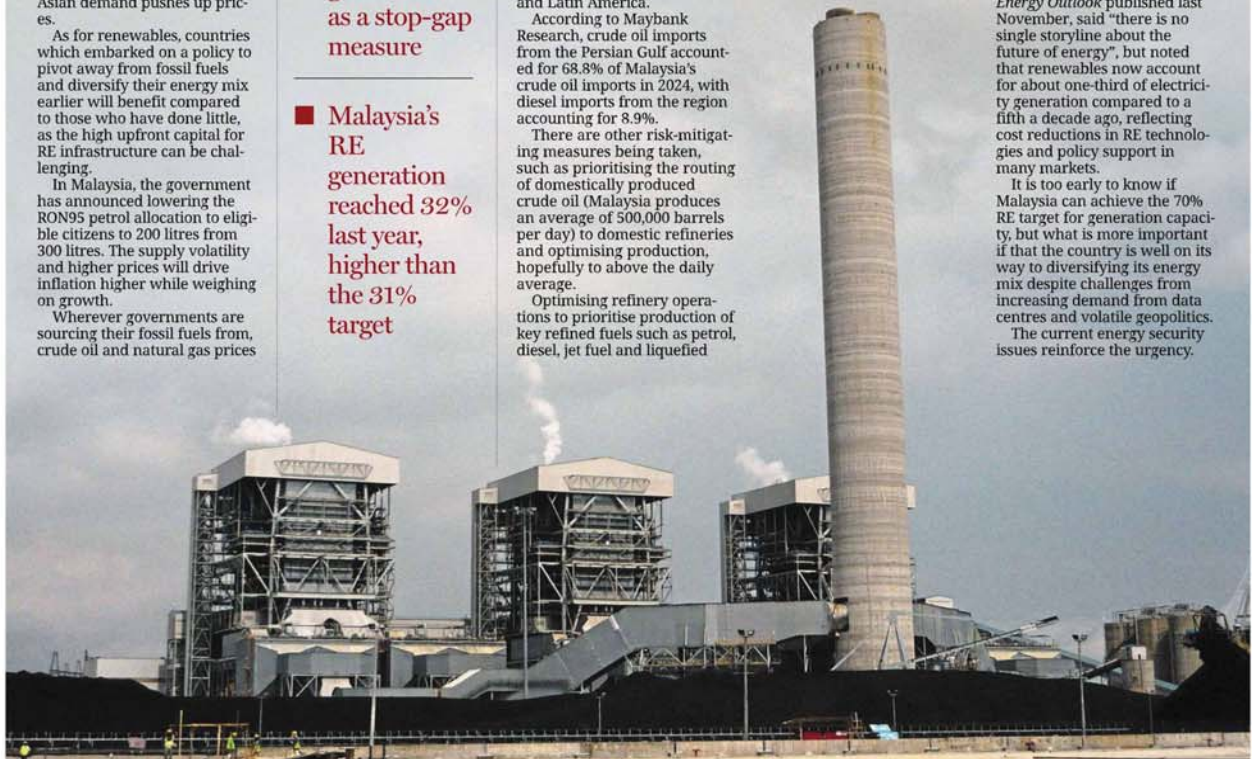 Asian demand pushes up pric-
es.
As for renewables, countries
which embarked on a policy to
pivot away from fossil fuels
and diversify their energy mix
earlier will benefit compared
to those who have done little,
as the high upfront capital for
RE infrastructure can be chal-
lenging.
In Malaysia, the government
has announced lowering the
RON95 petrol allocation to eligi-
ble citizens to 200 litres from
300 litres. The supply volatility
and higher prices will drive
inflation higher while weighing
on growth.
Wherever governments are
sourcing their fossil fuels from,
crude oil and natural gas prices
as a stop-gap
measure
Malaysia's
RE
generation
reached 32%
last year,
higher than
the 31%
target
and Latin America.
According to Maybank
Research, crude oil imports
from the Persian Gulf account-
ed for 68.8% of Malaysia's
crude oil imports in 2024, with
diesel imports from the region
accounting for 8.9%.
There are other risk-mitigat-
ing measures being taken,
such as prioritising the routing
of domestically produced
crude oil (Malaysia produces
an average of 500,000 barrels
per day) to domestic refineries
and optimising production,
hopefully to above the daily
average.
Optimising refinery opera-
tions to prioritise production of
key refined fuels such as petrol,
diesel, jet fuel and liquefied
Energy Outlook published last
November, said "there is no
single storyline about the
future of energy", but noted
that renewables now account
for about one-third of electrici-
ty generation compared to a
fifth a decade ago, reflecting
cost reductions in RE technolo-
gies and policy support in
many markets.
It is too early to know if
Malaysia can achieve the 70%
RE target for generation capaci-
ty, but what is more important
if that the country is well on its
way to diversifying its energy
mix despite challenges from
increasing demand from data
centres and volatile geopolitics.
The current energy security
issues reinforce the urgency.